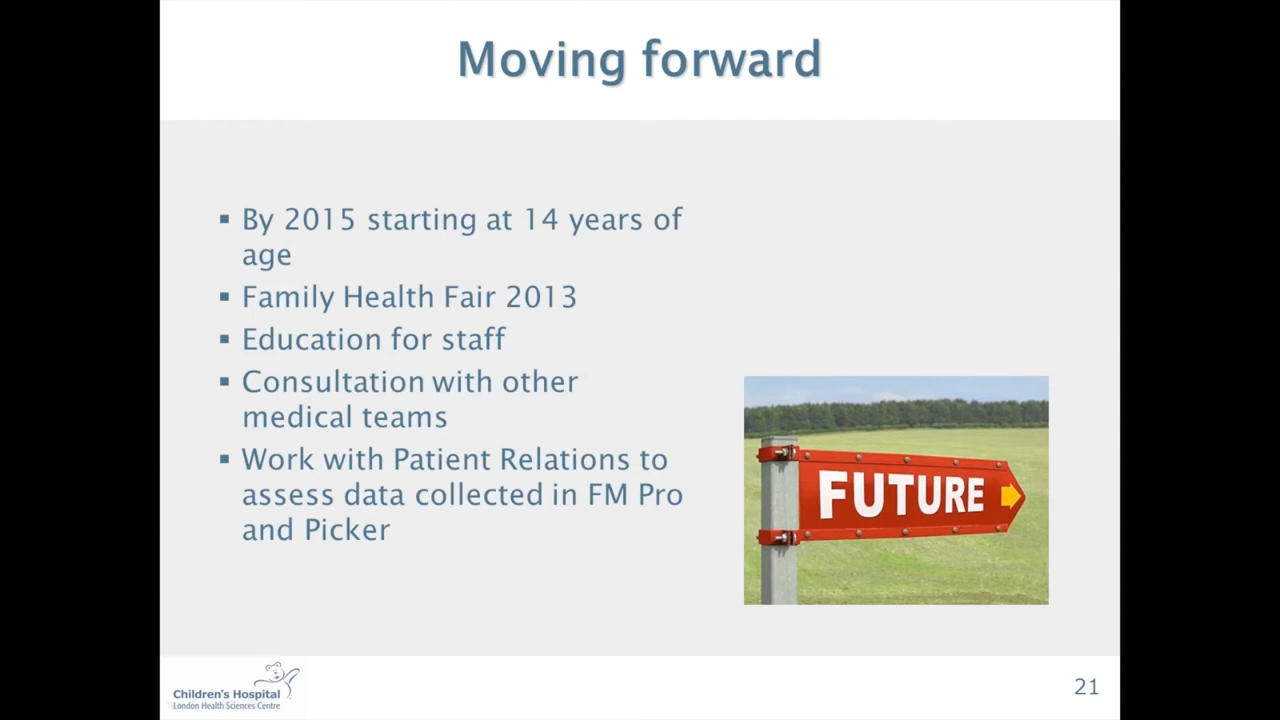 Moving forward
▪ By 2015 starting at 14 years of
age
▪ Family Health Fair 2013
▪ Education for staff
▪ Consultation with other
medical teams
▪ Work with Patient Relations to
assess data collected in FM Pro
and Picker
FUTURE
Children's Hospital
London Health Sciences Centre
21